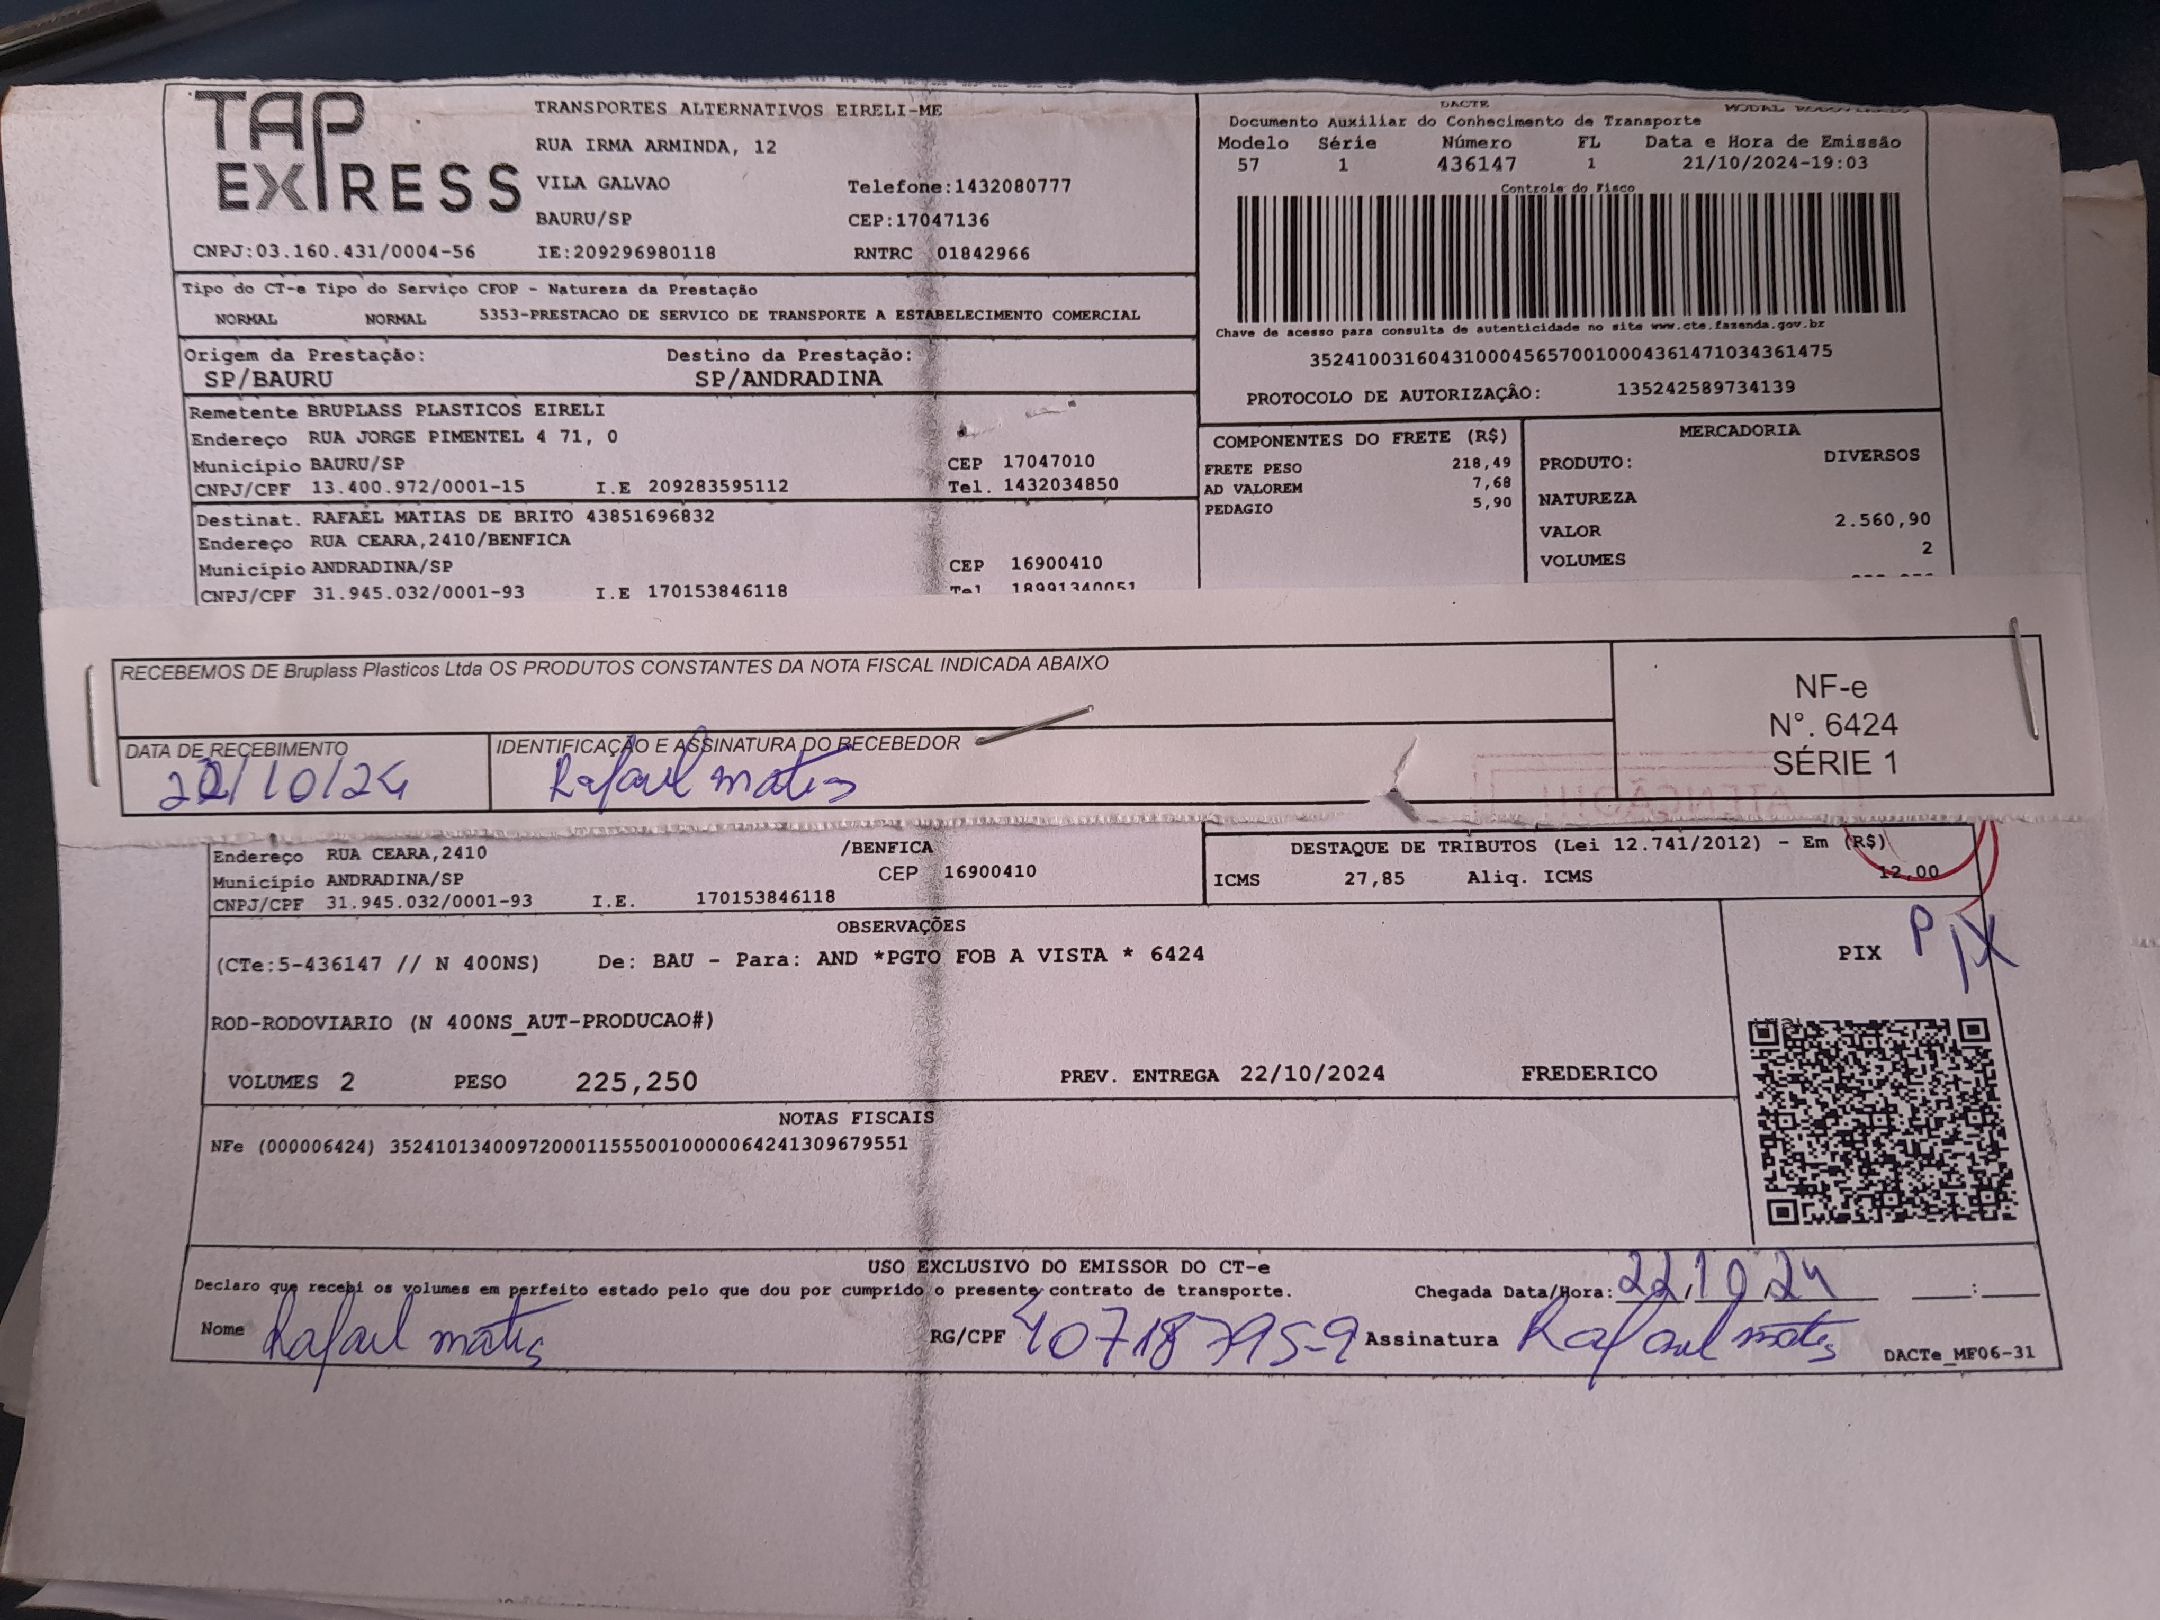 TAP EXPRESS
TRANSPORTES ALTERNATIVOS EIRELI-ME
RUA IRMA ARMINDA, 12
VILA GALVAO Telefone:1432080777
BAURU/SP CEP:17047136
CNPJ:03.160.431/0004-56 IE:209296980118 RNTRC 01842966
DACTE MODAL
Documento Auxiliar do Conhecimento de Transporte
Modelo Série Número FL Data e Hora de Emissão
57 1 436147 1 21/10/2024-19:03
Controle do Fisco
Chave de acesso para consulta de autenticidade no site www.cte.fazenda.gov.br
35241003160431000456570010004361471034361475
PROTOCOLO DE AUTORIZAÇÂO: 135242589734139
Tipo do CT-e Tipo do Serviço CFOP - Natureza da Prestação
NORMAL NORMAL 5353-PRESTACAO DE SERVICO DE TRANSPORTE A ESTABELECIMENTO COMERCIAL
Origem da Prestação: Destino da Prestação:
SP/BAURU SP/ANDRADINA
Remetente BRUPLASS PLASTICOS EIRELI
Endereço RUA JORGE PIMENTEL 4 71, 0
Município BAURU/SP CEP 17047010
CNPJ/CPF 13.400.972/0001-15 I.E 209283595112 Tel. 1432034850
Destinat. RAFAEL MATIAS DE BRITO 43851696832
Endereço RUA CEARA,2410/BENFICA
Município ANDRADINA/SP CEP 16900410
CNPJ/CPF 31.945.032/0001-93 I.E 170153846118 Tel 18991340051
COMPONENTES DO FRETE (R$)
FRETE PESO 218,49
AD VALOREM 7,68
PEDAGIO 5,90
MERCADORIA
PRODUTO: DIVERSOS
NATUREZA
VALOR 2.560,90
VOLUMES 2
RECEBEMOS DE Bruplass Plasticos Ltda OS PRODUTOS CONSTANTES DA NOTA FISCAL INDICADA ABAIXO
DATA DE RECEBIMENTO IDENTIFICAÇÃO E ASSINATURA DO RECEBEDOR
22/10/24 Rafael matis
NF-e
N°. 6424
SÉRIE 1
ATENÇÃO!!
Endereço RUA CEARA,2410 /BENFICA
Município ANDRADINA/SP CEP 16900410
CNPJ/CPF 31.945.032/0001-93 I.E. 170153846118
DESTAQUE DE TRIBUTOS (Lei 12.741/2012) - Em (R$)
ICMS 27,85 Aliq. ICMS 12,00
OBSERVAÇÕES
(CTe:5-436147 // N 400NS) De: BAU - Para: AND *PGTO FOB A VISTA * 6424
ROD-RODOVIARIO (N 400NS_AUT-PRODUCAO#)
VOLUMES 2 PESO 225,250 PREV. ENTREGA 22/10/2024 FREDERICO
PIX PIX
NOTAS FISCAIS
NFe (000006424) 35241013400972000115550010000064241309679551
USO EXCLUSIVO DO EMISSOR DO CT-e
Declaro que recebi os volumes em perfeito estado pelo que dou por cumprido o presente contrato de transporte. Chegada Data/Hora: 22,10,24 __:__
Nome Rafael matis RG/CPF 40718795-9 Assinatura Rafael matis DACTe_MF06-31